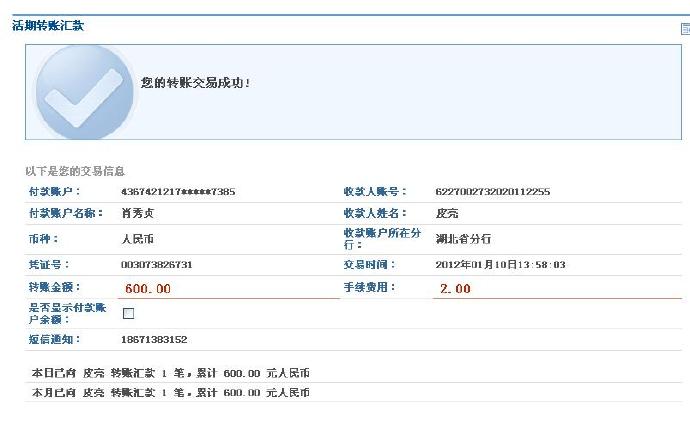 活期转账汇款
您的转账交易成功！
以下是您的交易信息
付款账户： 4367421217*****7385 收款人账号： 6227002732020112255
付款账户名称： 肖秀贞 收款人姓名： 皮亮
币种： 人民币 收款账户所在分行： 湖北省分行
凭证号： 003073826731 交易时间： 2012年01月10日13:58:03
转账金额： 600.00 手续费用： 2.00
是否显示付款账
户余额：
短信通知： 18671383152
本日已向 皮亮 转账汇款 1 笔，累计 600.00 元人民币
本月已向 皮亮 转账汇款 1 笔，累计 600.00 元人民币